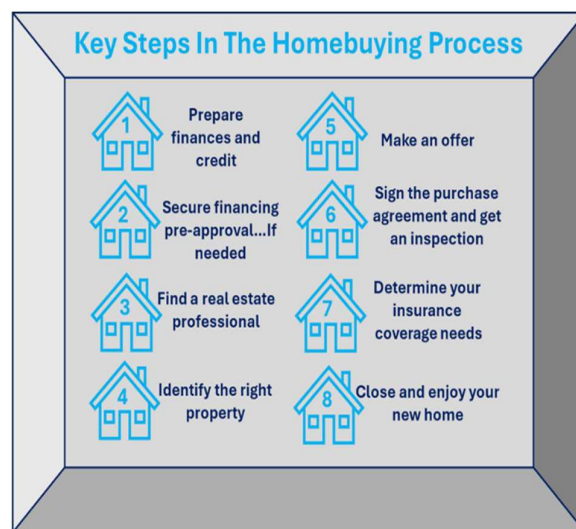 Key Steps In The Homebuying Process
1
Prepare
finances and
credit
2
Secure financing
pre-approval...If
needed
3
Find a real estate
professional
4
Identify the right
property
5
Make an offer
6
Sign the purchase
agreement and get
an inspection
7
Determine your
insurance
coverage needs
8
Close and enjoy your
new home